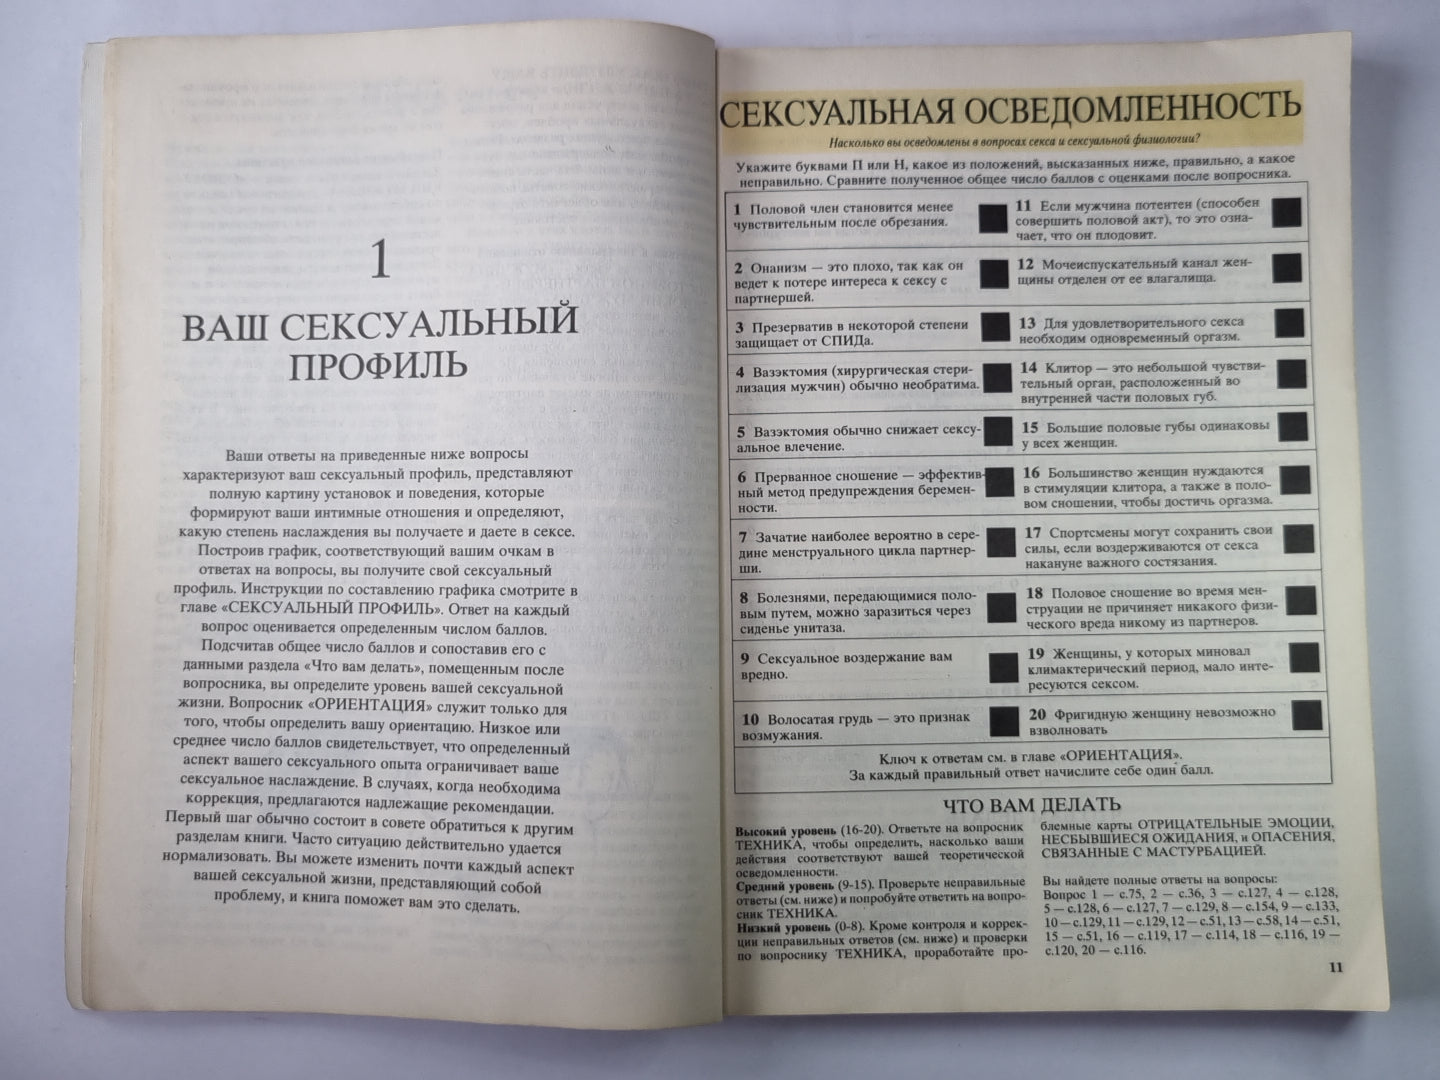 1
ВАШ СЕКСУАЛЬНЫЙ
ПРОФИЛЬ
Ваши ответы на приведенные ниже вопросы
характеризуют ваш сексуальный профиль, представляют
полную картину установок и поведения, которые
формируют ваши интимные отношения и определяют,
какую степень наслаждения вы получаете и даете в сексе.
Построив график, соответствующий вашим очкам в
ответах на вопросы, вы получите свой сексуальный
профиль. Инструкции по составлению графика смотрите в
главе «СЕКСУАЛЬНЫЙ ПРОФИЛЬ». Ответ на каждый
вопрос оценивается определенным числом баллов.
Подсчитав общее число баллов и сопоставив его с
данными раздела «Что вам делать», помещенным после
вопросника, вы определите уровень вашей сексуальной
жизни. Вопросник «ОРИЕНТАЦИЯ» служит только для
того, чтобы определить вашу ориентацию. Низкое или
среднее число баллов свидетельствует, что определенный
аспект вашего сексуального опыта ограничивает ваше
сексуальное наслаждение. В случаях, когда необходима
коррекция, предлагаются надлежащие рекомендации.
Первый шаг обычно состоит в совете обратиться к другим
разделам книги. Часто ситуацию действительно удается
нормализовать. Вы можете изменить почти каждый аспект
вашей сексуальной жизни, представляющий собой
проблему, и книга поможет вам это сделать.
СЕКСУАЛЬНАЯ ОСВЕДОМЛЕННОСТЬ
Насколько вы осведомлены в вопросах секса и сексуальной физиологии?
Укажите буквами П или Н, какое из положений, высказанных ниже, правильно, а какое
неправильно. Сравните полученное общее число баллов с оценками после вопросника.
1 Половой член становится менее
чувствительным после обрезания.
2 Онанизм — это плохо, так как он
ведет к потере интереса к сексу с
партнершей.
3 Презерватив в некоторой степени
защищает от СПИДа.
4 Вазэктомия (хирургическая стери-
лизация мужчин) обычно необратима.
5 Вазэктомия обычно снижает сексу-
альное влечение.
6 Прерванное сношение — эффектив-
ный метод предупреждения беремен-
ности.
7 Зачатие наиболее вероятно в сере-
дине менструального цикла партнер-
ши.
8 Болезнями, передающимися поло-
вым путем, можно заразиться через
сиденье унитаза.
9 Сексуальное воздержание вам
вредно.
10 Волосатая грудь — это признак
возмужания.
11 Если мужчина потентен (способен
совершить половой акт), то это озна-
чает, что он плодовит.
12 Мочеиспускательный канал жен-
щины отделен от ее влагалища.
13 Для удовлетворительного секса
необходим одновременный оргазм.
14 Клитор — это небольшой чувстви-
тельный орган, расположенный во
внутренней части половых губ.
15 Большие половые губы одинаковы
у всех женщин.
16 Большинство женщин нуждаются
в стимуляции клитора, а также в поло-
вом сношении, чтобы достичь оргазма.
17 Спортсмены могут сохранить свои
силы, если воздерживаются от секса
накануне важного состязания.
18 Половое сношение во время мен-
струации не причиняет никакого физи-
ческого вреда никому из партнеров.
19 Женщины, у которых миновал
климактерический период, мало инте-
ресуются сексом.
20 Фригидную женщину невозможно
взволновать
Ключ к ответам см. в главе «ОРИЕНТАЦИЯ».
За каждый правильный ответ начислите себе один балл.
ЧТО ВАМ ДЕЛАТЬ
Высокий уровень (16-20). Ответьте на вопросник
ТЕХНИКА, чтобы определить, насколько ваши
действия соответствуют вашей теоретической
осведомленности.
Средний уровень (9-15). Проверьте неправильные
ответы (см. ниже) и попробуйте ответить на вопро-
сник ТЕХНИКА.
Низкий уровень (0-8). Кроме контроля и коррек-
ции неправильных ответов (см. ниже) и проверки
по вопроснику ТЕХНИКА, проработайте про-
блемные карты ОТРИЦАТЕЛЬНЫЕ ЭМОЦИИ,
НЕСБЫВШИЕСЯ ОЖИДАНИЯ, и ОПАСЕНИЯ,
СВЯЗАННЫЕ С МАСТУРБАЦИЕЙ.
Вы найдете полные ответы на вопросы:
Вопрос 1 — с.75, 2 — с.36, 3 — с.127, 4 — с.128,
5 — с.128, 6 — с.127, 7 — с.129, 8 — с.154, 9 — с.133,
10 — с.129, 11 — с.129, 12 — с.51, 13 — с.58, 14 — с.51,
15 — с.51, 16 — с.119, 17 — с.114, 18 — с.116, 19 —
с.120, 20 — с.116.
11